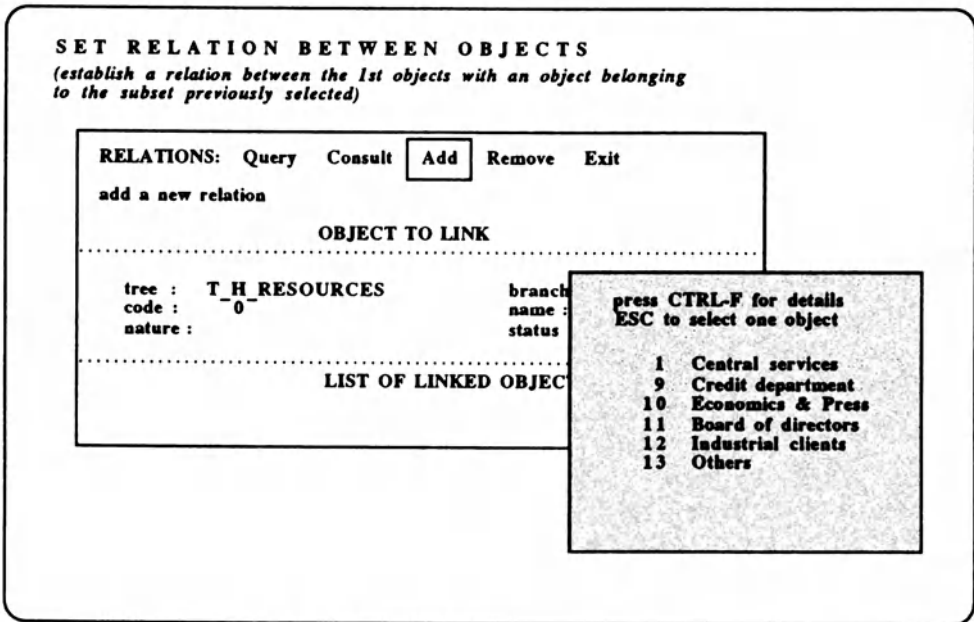 SET RELATION BETWEEN OBJECTS
(establish a relation between the 1st objects with an object belonging
to the subset previously selected)
RELATIONS: Query Consult Add Remove Exit
add a new relation
OBJECT TO LINK
tree : T_H_RESOURCES branch
code : 0 name :
nature : status
LIST OF LINKED OBJECT
press CTRL-F for details
ESC to select one object
1 Central services
9 Credit department
10 Economics & Press
11 Board of directors
12 Industrial clients
13 Others